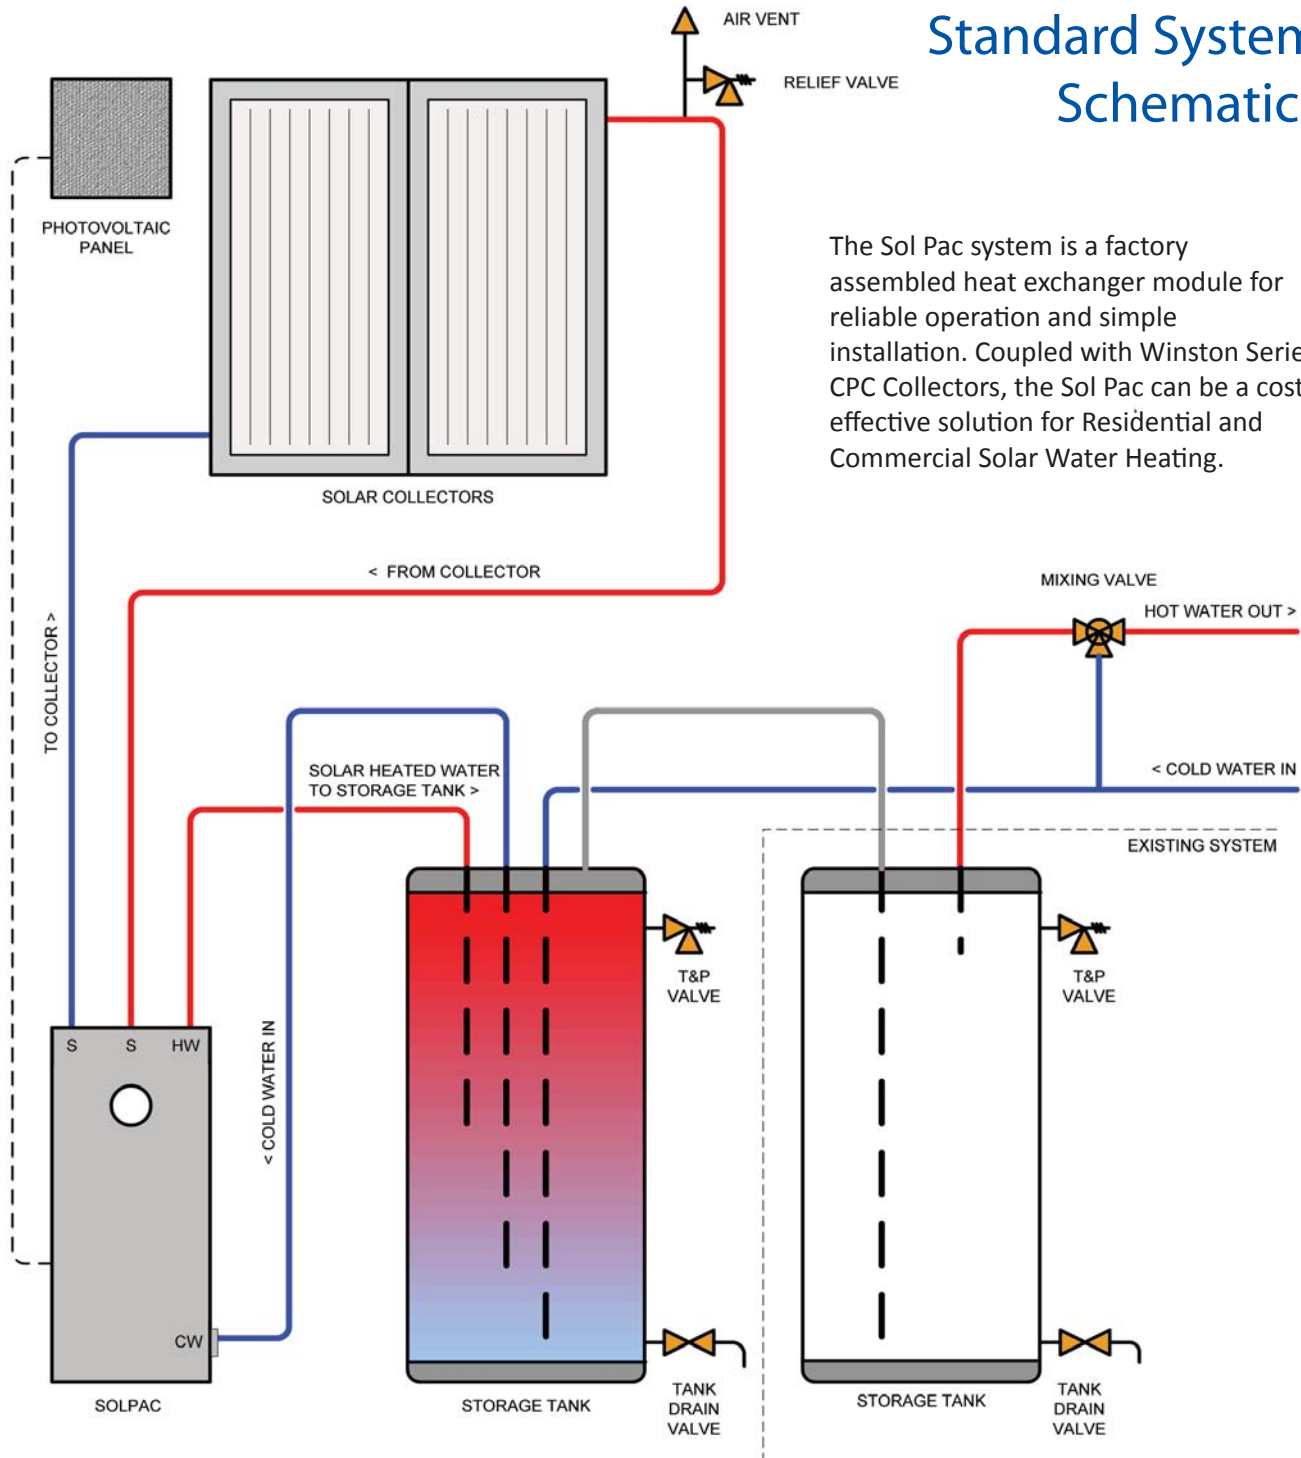 AIR VENT
Standard System
Schematic
RELIEF VALVE
PHOTOVOLTAIC
PANEL
The Sol Pac system is a factory
assembled heat exchanger module for
reliable operation and simple
installation. Coupled with Winston Serie
CPC Collectors, the Sol Pac can be a cost
effective solution for Residential and
Commercial Solar Water Heating.
SOLAR COLLECTORS
< FROM COLLECTOR
MIXING VALVE
HOT WATER OUT >
TO COLLECTOR >
SOLAR HEATED WATER
TO STORAGE TANK >
< COLD WATER IN
EXISTING SYSTEM
T&P
VALVE
T&P
VALVE
S S HW
< COLD WATER IN
CW
SOLPAC
STORAGE TANK
TANK
DRAIN
VALVE
STORAGE TANK
TANK
DRAIN
VALVE